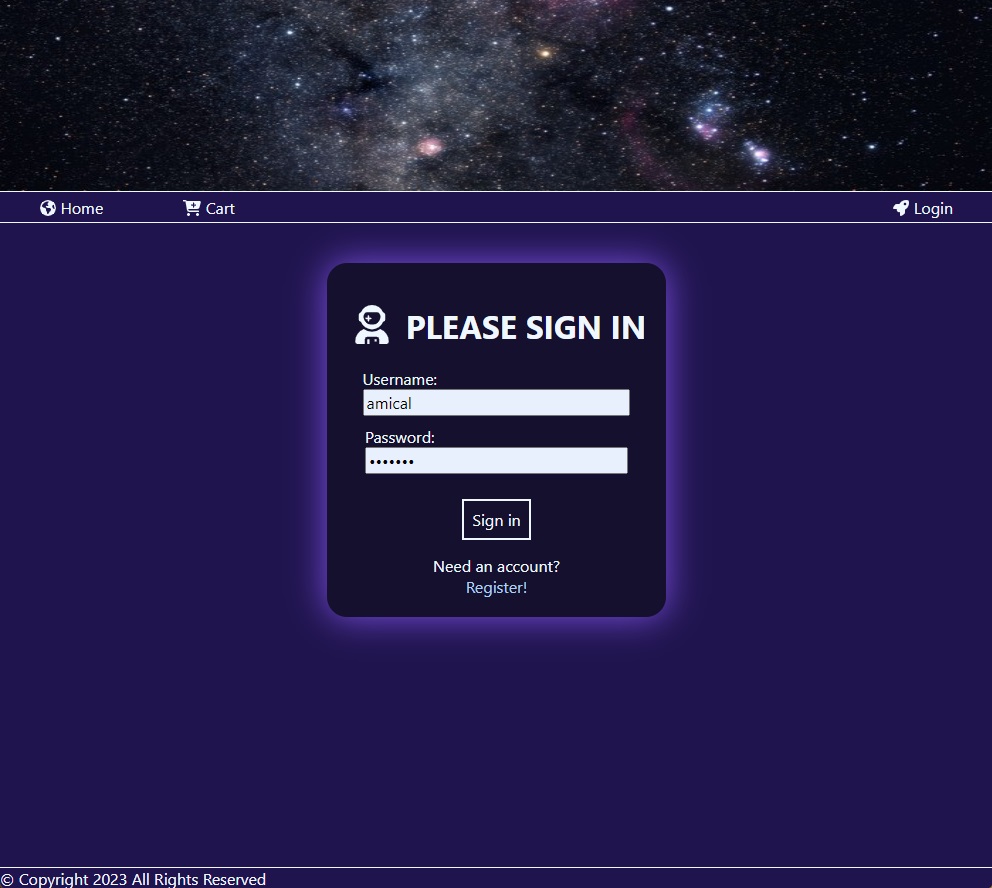 Home Cart Login
PLEASE SIGN IN
Username:
amical
Password:
•••••••
Sign in
Need an account?
Register!
© Copyright 2023 All Rights Reserved